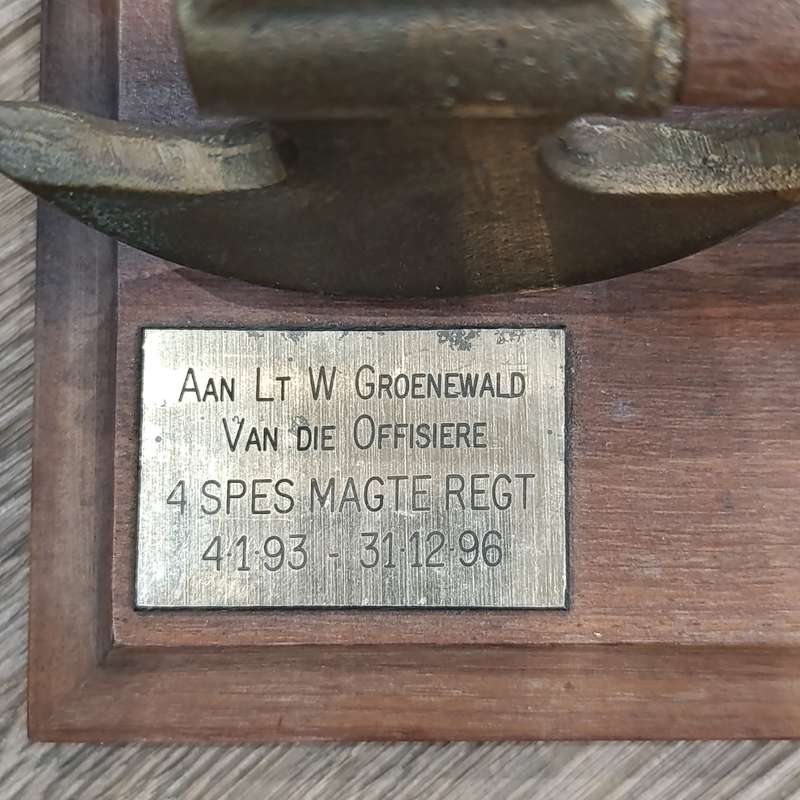 Aan Lt W Groenewald
Van die Offisiere
4 SPES MAGTE REGT
4·1·93 - 31·12·96